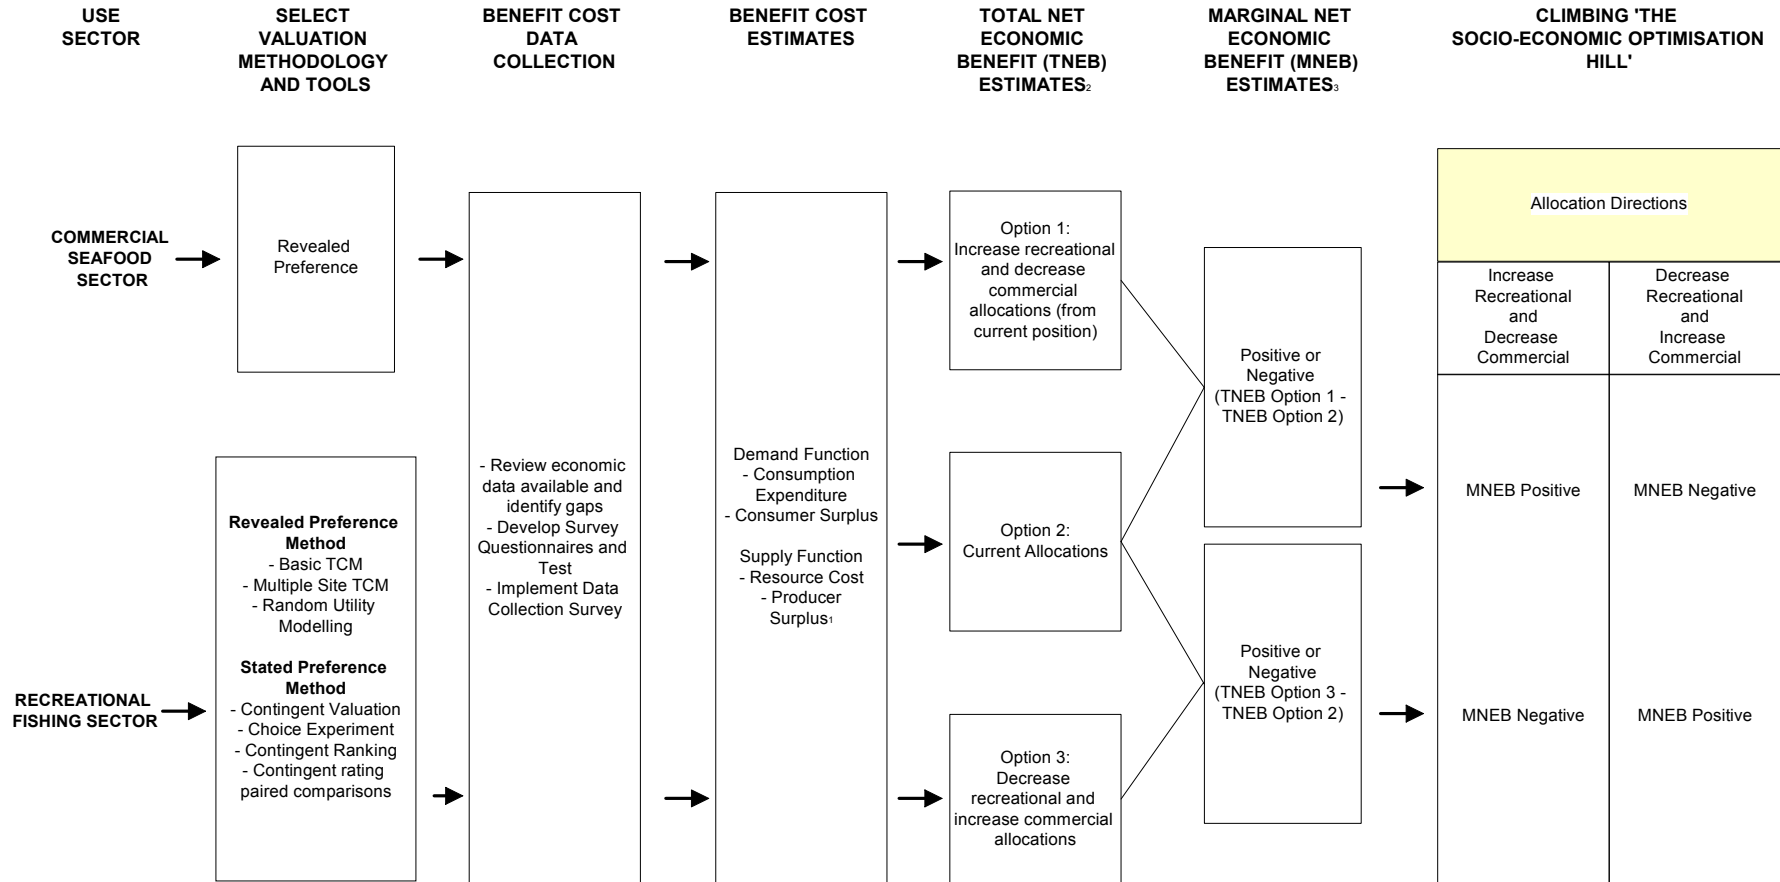 USE
SECTOR
SELECT
VALUATION
METHODOLOGY
AND TOOLS
BENEFIT COST
DATA
COLLECTION
BENEFIT COST
ESTIMATES
TOTAL NET
ECONOMIC
BENEFIT (TNEB)
ESTIMATES2
MARGINAL NET
ECONOMIC
BENEFIT (MNEB)
ESTIMATES3
CLIMBING 'THE
SOCIO-ECONOMIC OPTIMISATION
HILL'
COMMERCIAL
SEAFOOD
SECTOR
Revealed
Preference
RECREATIONAL
FISHING SECTOR
Revealed Preference
Method
- Basic TCM
- Multiple Site TCM
- Random Utility
Modelling
Stated Preference
Method
- Contingent Valuation
- Choice Experiment
- Contingent Ranking
- Contingent rating
paired comparisons
- Review economic
data available and
identify gaps
- Develop Survey
Questionnaires and
Test
- Implement Data
Collection Survey
Demand Function
- Consumption
Expenditure
- Consumer Surplus
Supply Function
- Resource Cost
- Producer
Surplus1
Option 1:
Increase recreational
and decrease
commercial
allocations (from
current position)
Option 2:
Current Allocations
Option 3:
Decrease
recreational and
increase commercial
allocations
Positive or
Negative
(TNEB Option 1 -
TNEB Option 2)
Positive or
Negative
(TNEB Option 3 -
TNEB Option 2)
Allocation Directions
Increase
Recreational
and
Decrease
Commercial
Decrease
Recreational
and
Increase
Commercial
MNEB Positive
MNEB Negative
MNEB Negative
MNEB Positive